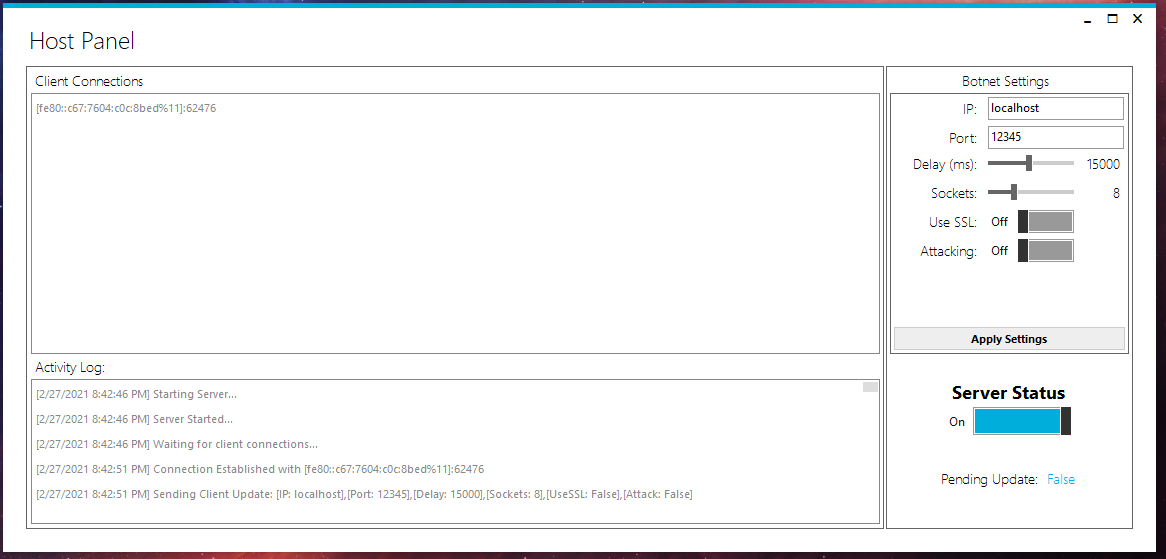 Host Panel
Client Connections
[fe80::c67:7604:c0c:8bed%11]:62476
Botnet Settings
IP: localhost
Port: 12345
Delay (ms): 15000
Sockets: 8
Use SSL: Off
Attacking: Off
Apply Settings
Activity Log:
[2/27/2021 8:42:46 PM] Starting Server...
[2/27/2021 8:42:46 PM] Server Started...
[2/27/2021 8:42:46 PM] Waiting for client connections...
[2/27/2021 8:42:51 PM] Connection Established with [fe80::c67:7604:c0c:8bed%11]:62476
[2/27/2021 8:42:51 PM] Sending Client Update: [IP: localhost],[Port: 12345],[Delay: 15000],[Sockets: 8],[UseSSL: False],[Attack: False]
Server Status
On
Pending Update: False